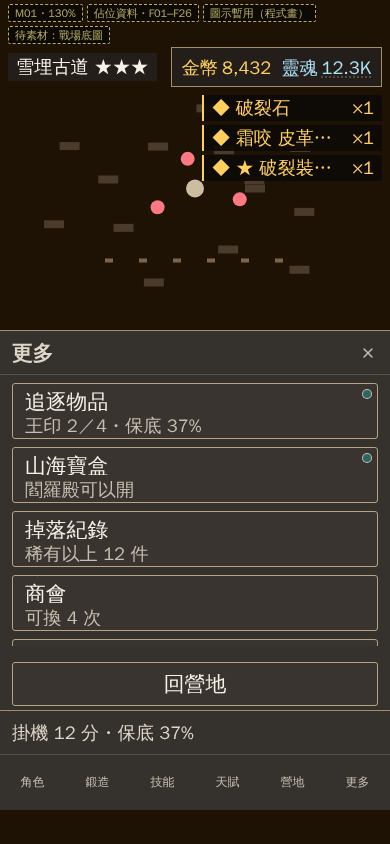 M01・130%
佔位資料・F01—F26
圖示暫用（程式畫）
待素材：戰場底圖
雪埋古道 ★★★
金幣 8,432 靈魂 12.3K
◆ 破裂石 ×1
◆ 霜咬 皮革… ×1
◆ ★ 破裂裝… ×1
更多 ×
追逐物品
王印 2／4・保底 37%
山海寶盒
閻羅殿可以開
掉落紀錄
稀有以上 12 件
商會
可換 4 次
回營地
掛機 12 分・保底 37%
角色 鍛造 技能 天賦 營地 更多